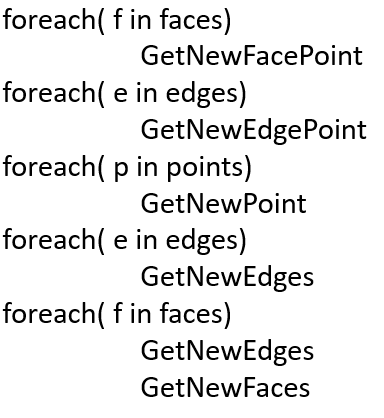 foreach( f in faces)
GetNewFacePoint
foreach( e in edges)
GetNewEdgePoint
foreach( p in points)
GetNewPoint
foreach( e in edges)
GetNewEdges
foreach( f in faces)
GetNewEdges
GetNewFaces